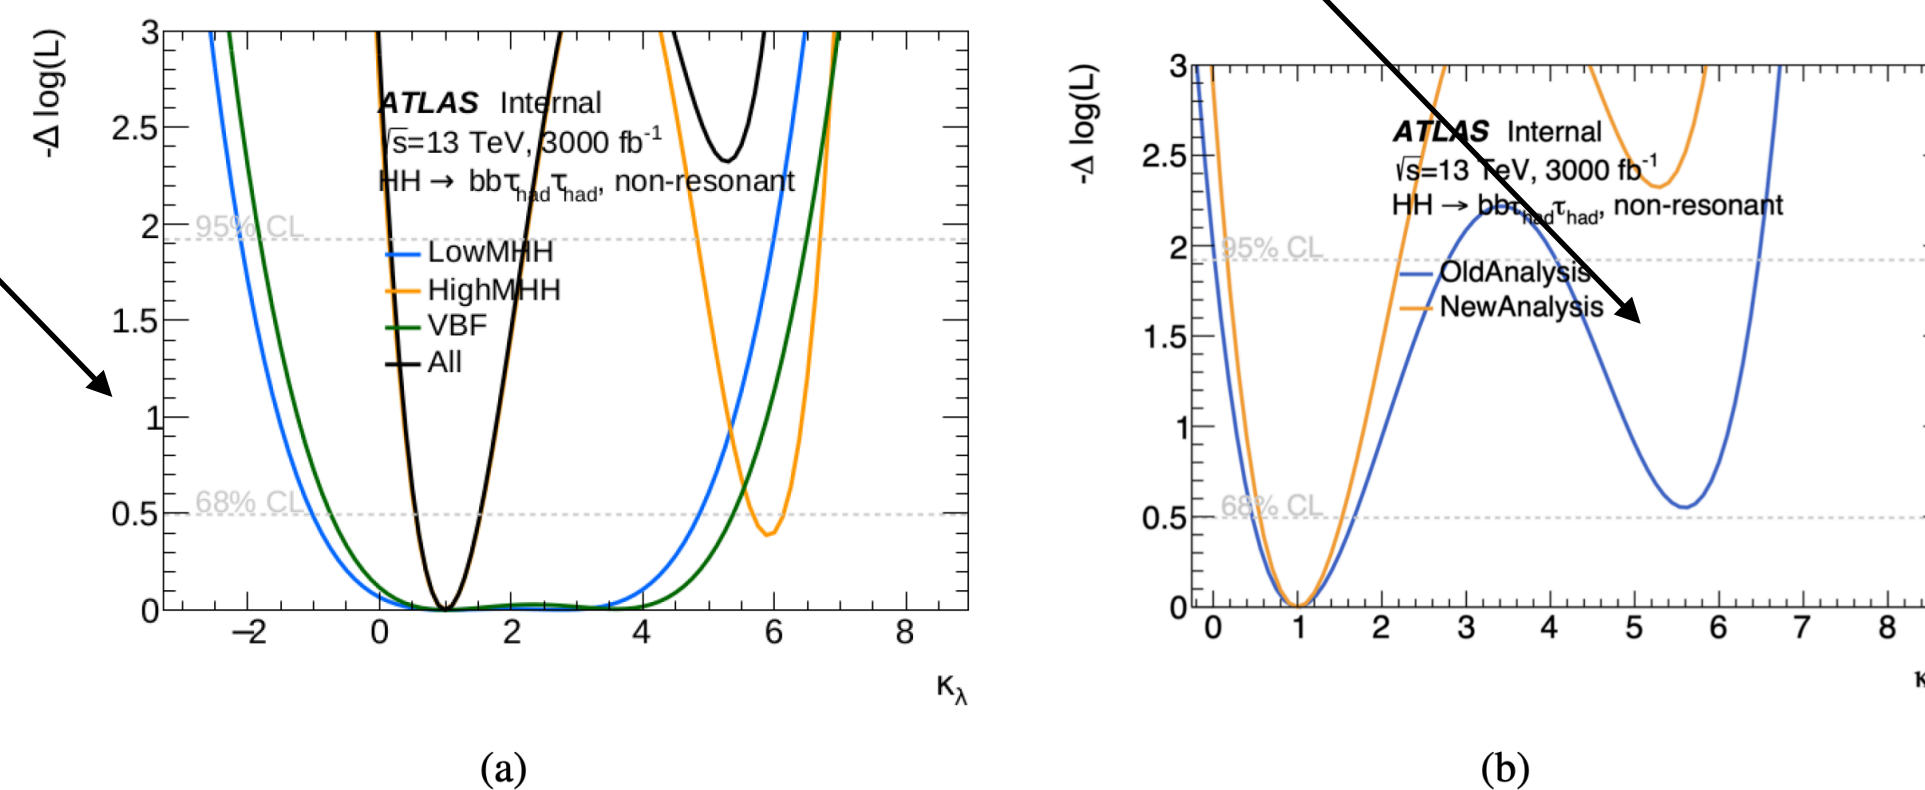 -Δ log(L)
3
2.5
2
1.5
1
0.5
0
ATLAS Internal
√s=13 TeV, 3000 fb-1
HH → bbτhadτhad, non-resonant
95% CL
LowMHH
HighMHH
VBF
All
68% CL
−2 0 2 4 6 8
κλ
(a)
-Δ log(L)
3
2.5
2
1.5
1
0.5
0
ATLAS Internal
√s=13 TeV, 3000 fb-1
HH → bbτhadτhad, non-resonant
95% CL
OldAnalysis
NewAnalysis
68% CL
0 1 2 3 4 5 6 7 8
κ
(b)